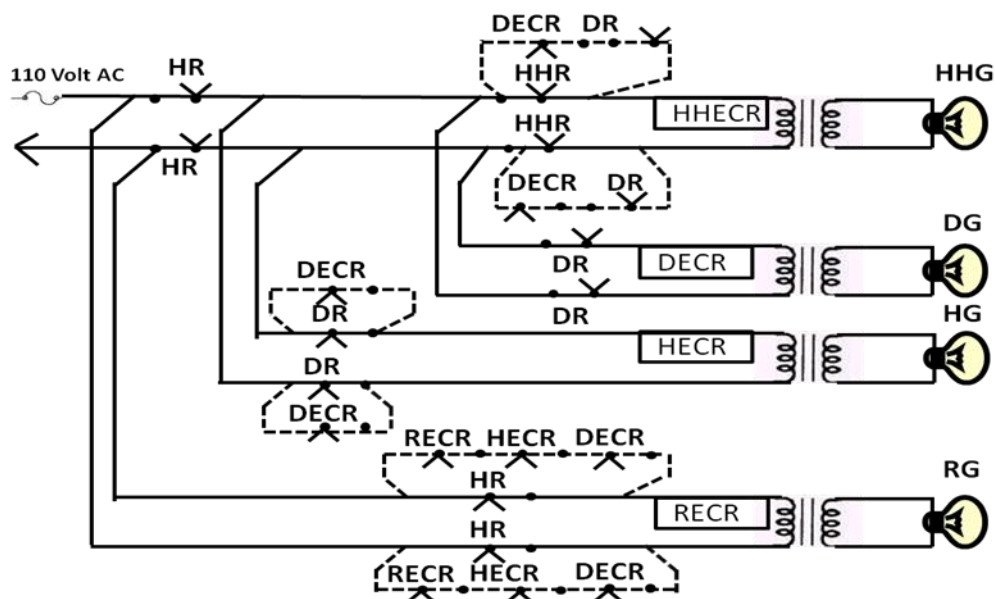 DECR DR
110 Volt AC HR HHR HHG
HHECR
HHR
HR
DECR DR
DG
DR DECR
DECR
DR HG
DR
HECR
DR
DECR
RECR HECR DECR
HR RG
RECR
HR
RECR HECR DECR